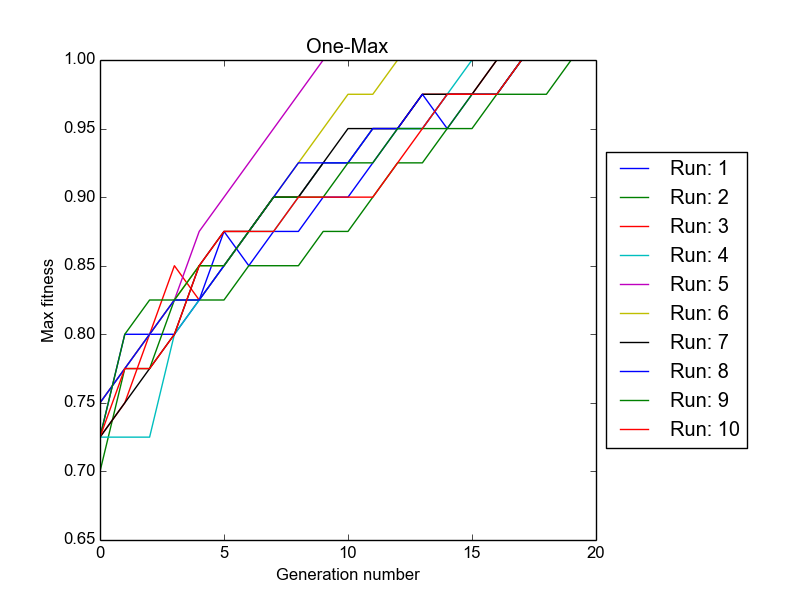 One-Max
1.00
0.95
0.90
0.85
0.80
0.75
0.70
0.65
Max fitness
0 5 10 15 20
Generation number
Run: 1
Run: 2
Run: 3
Run: 4
Run: 5
Run: 6
Run: 7
Run: 8
Run: 9
Run: 10